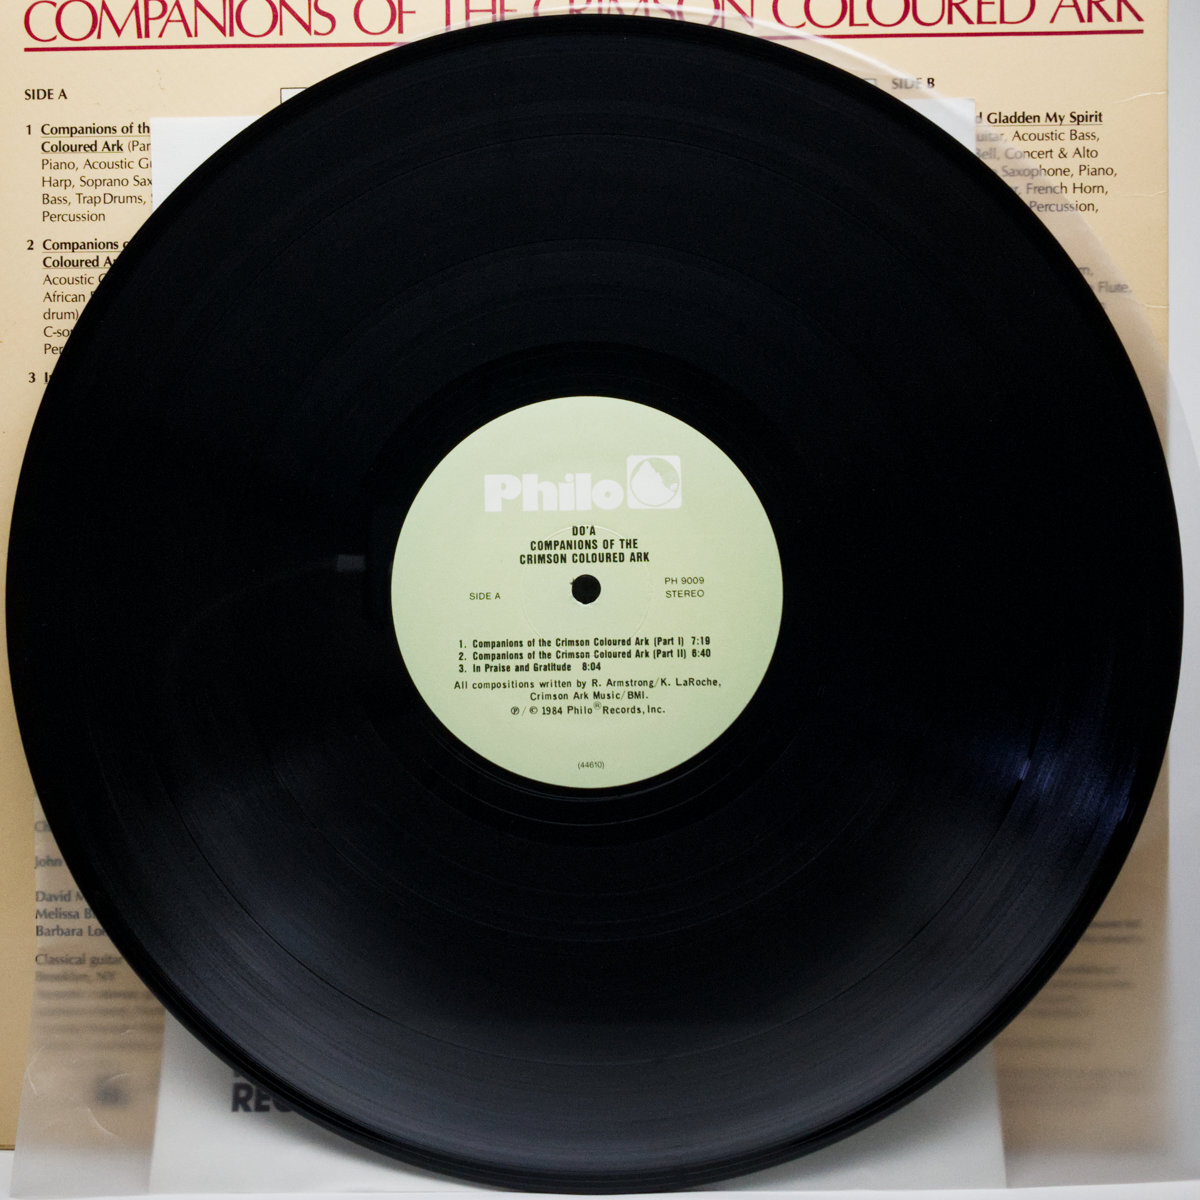 COMPANIONS OF THE CRIMSON COLOURED ARK
SIDE A
1 Companions of th
Coloured Ark (Par
Piano, Acoustic G
Harp, Soprano Sax
Bass, Trap Drums,
Percussion
2 Companions
Coloured A
Acoustic
African
drum)
C-so
Per
3
SIDE B
Gladden My Spirit
Acoustic Bass,
Bell, Concert & Alto
Saxophone, Piano,
French Horn,
Percussion,
Flute,
Philo
DO'A
COMPANIONS OF THE
CRIMSON COLOURED ARK
SIDE A
PH 9009
STEREO
1. Companions of the Crimson Coloured Ark (Part I) 7:19
2. Companions of the Crimson Coloured Ark (Part II) 6:40
3. In Praise and Gratitude 8:04
All compositions written by R. Armstrong/K. LaRoche,
Crimson Ark Music/BMI.
℗/© 1984 Philo® Records, Inc.
(44610)
John
David M
Melissa B
Barbara Lo
Classical guitar
Brooklyn, NY
REC